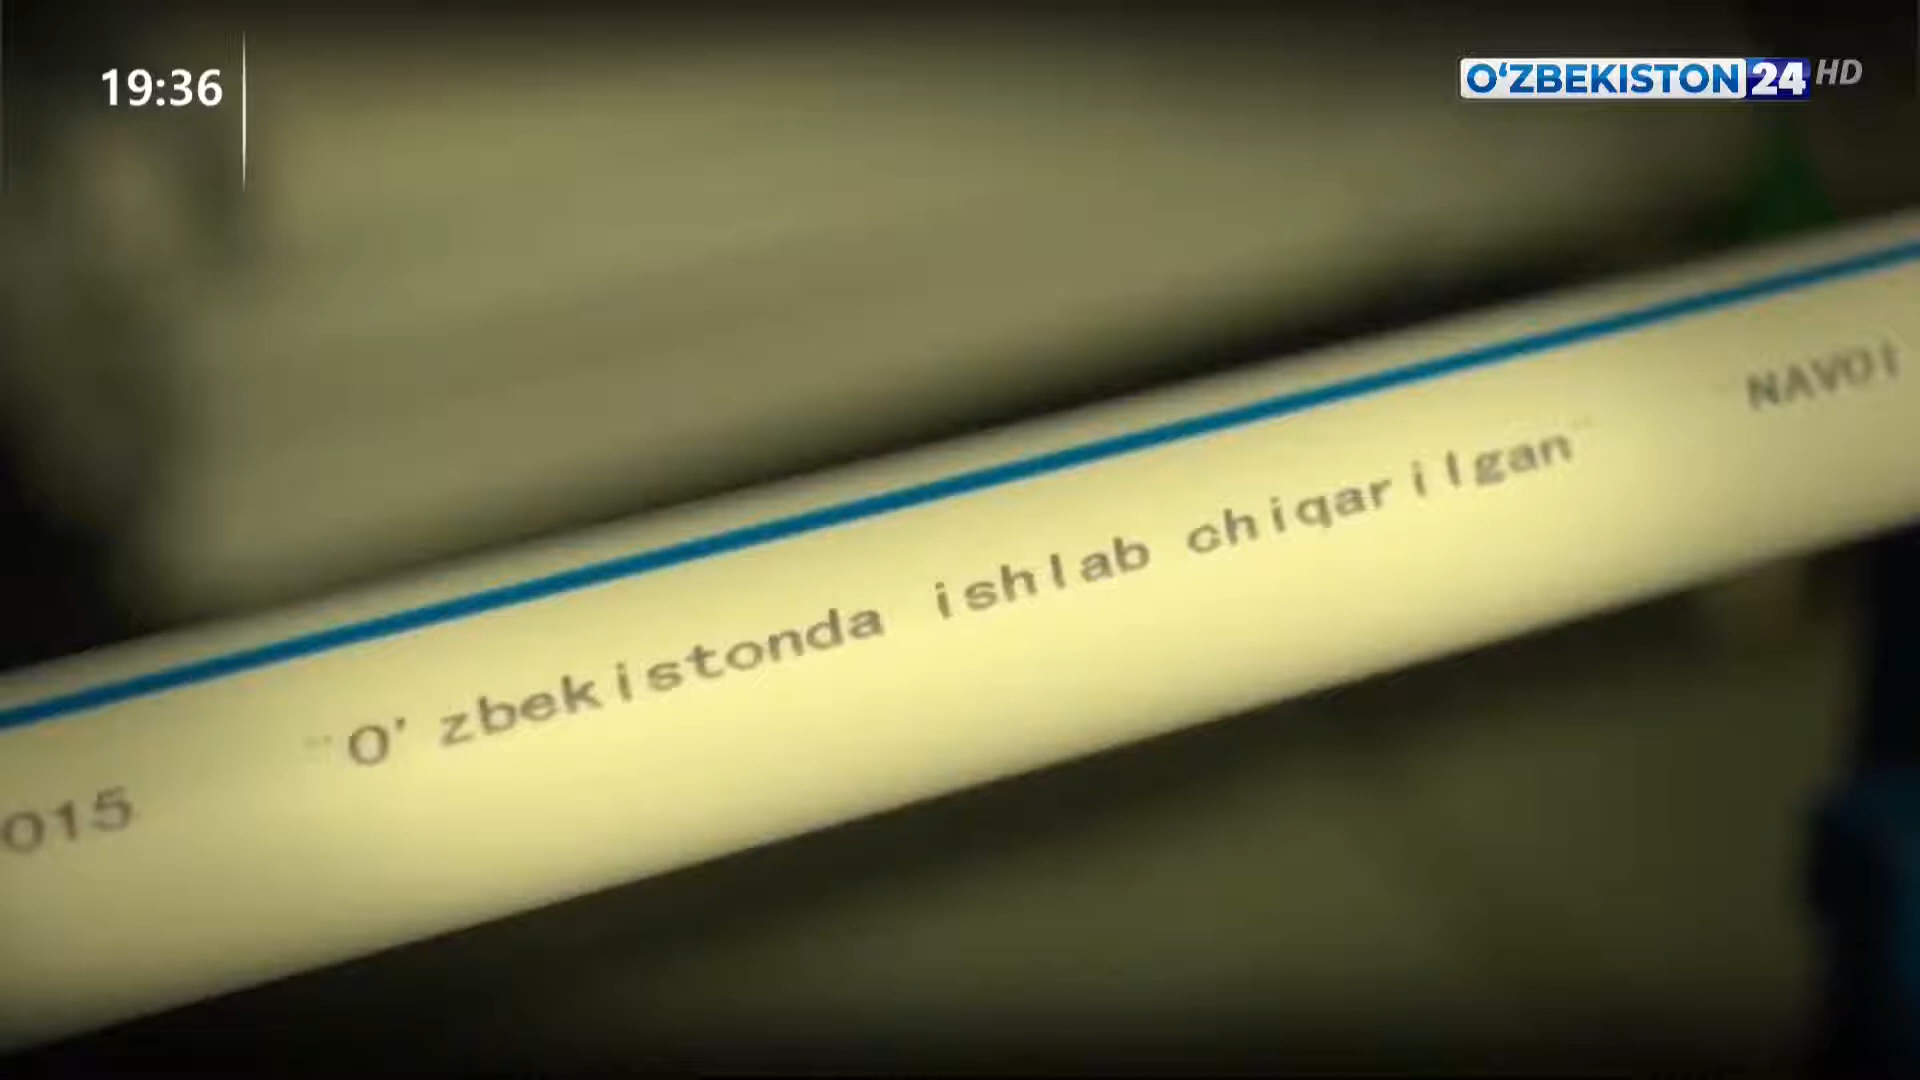 19:36
O‘ZBEKISTON 24 HD
015 "O'zbekistonda ishlab chiqarilgan" NAVOI